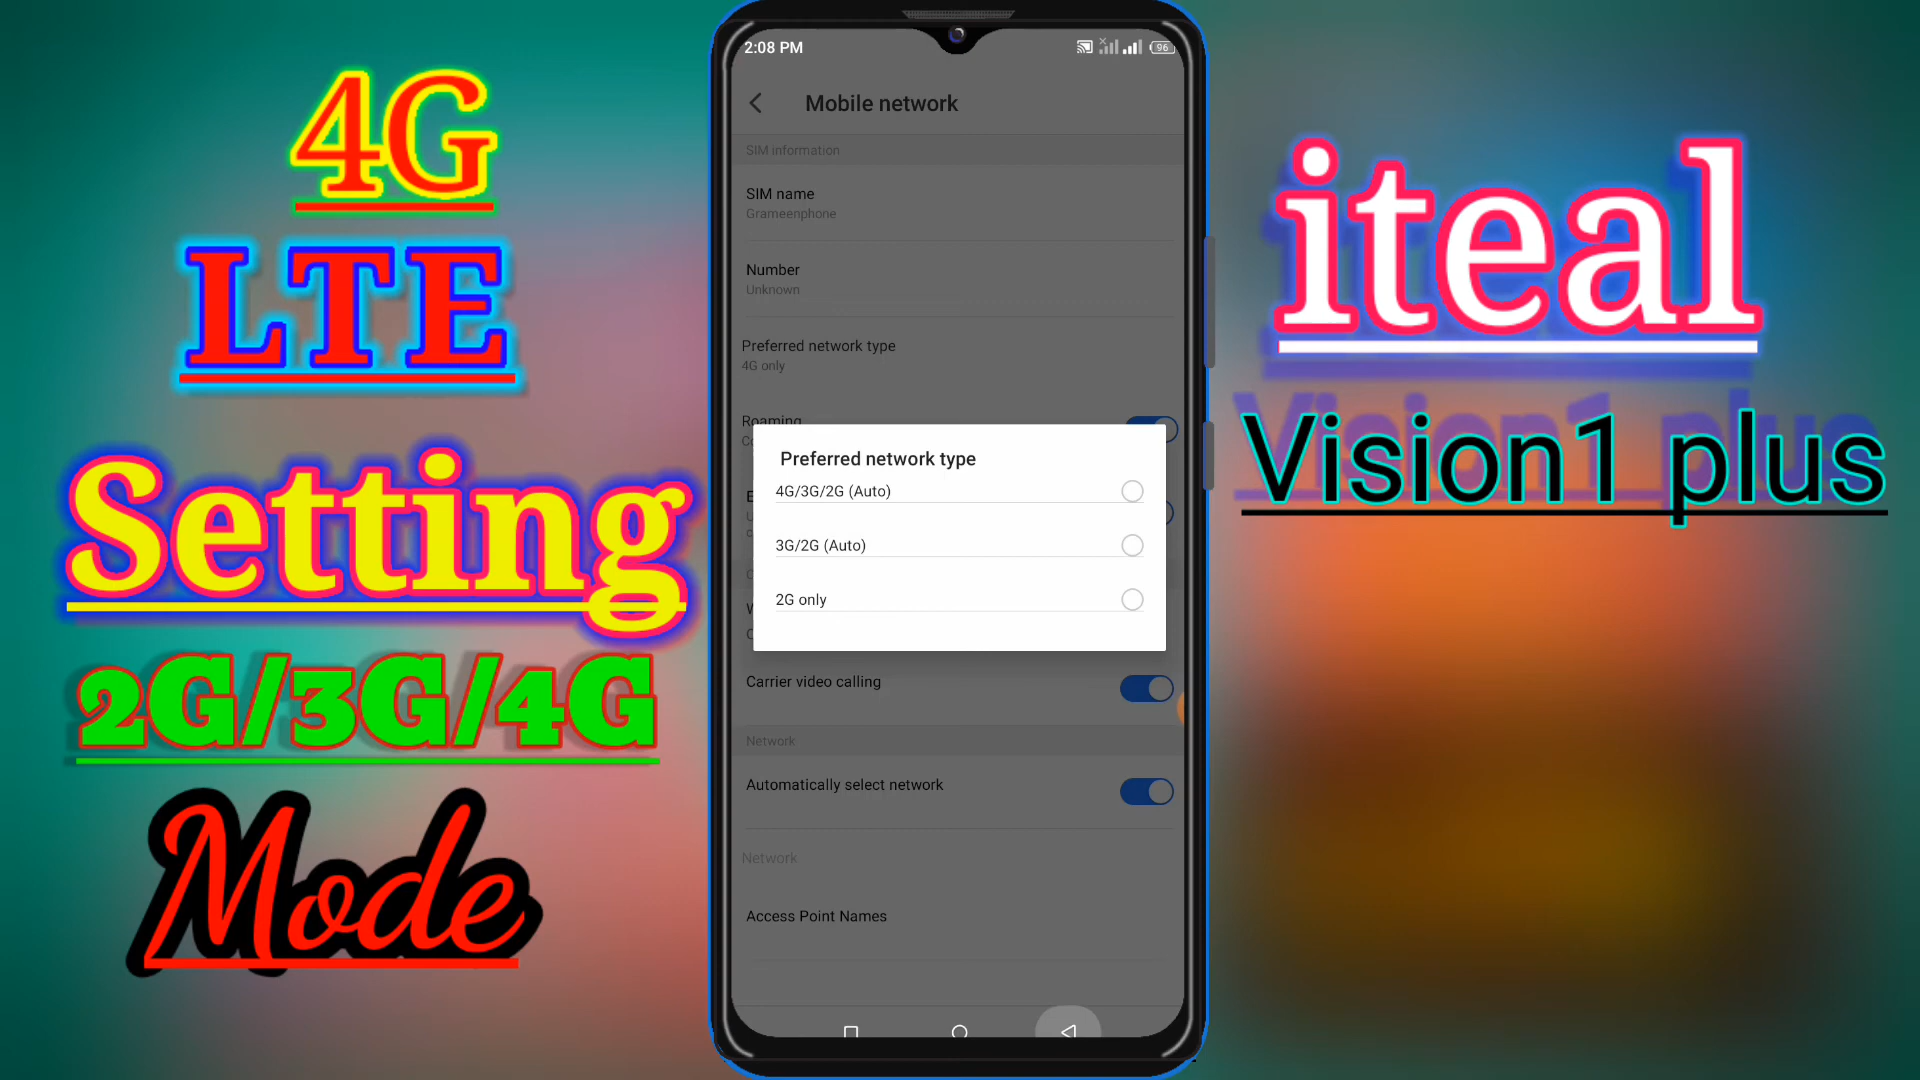 4G
LTE
Setting
2G/3G/4G
Mode
2:08 PM
96
Mobile network
SIM information
SIM name
Grameenphone
Number
Unknown
Preferred network type
4G only
Roaming
Preferred network type
4G/3G/2G (Auto)
3G/2G (Auto)
2G only
Carrier video calling
Network
Automatically select network
Network
Access Point Names
iteal
Vision1 plus